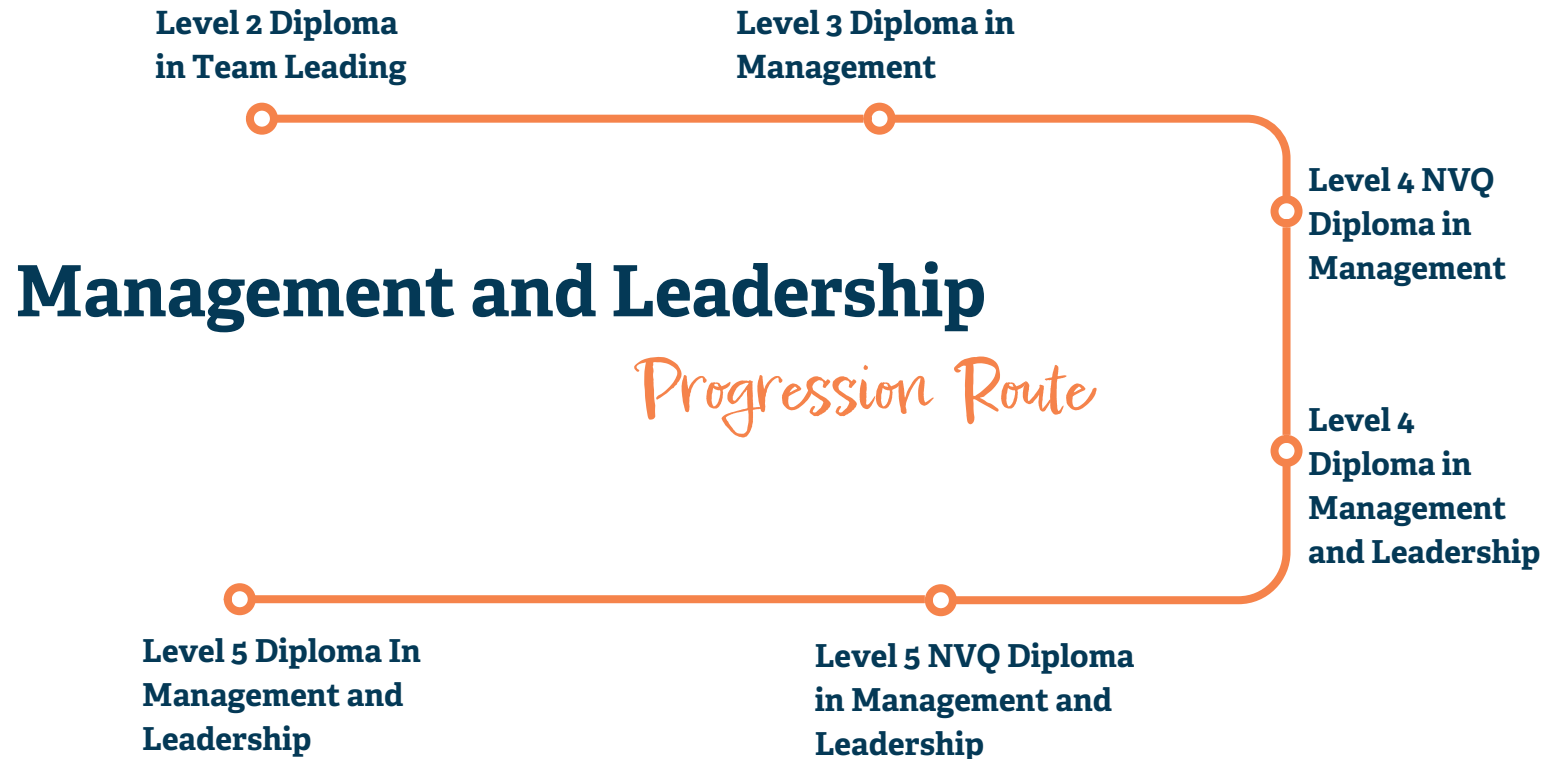 Level 2 Diploma
in Team Leading
Level 3 Diploma in
Management
Level 4 NVQ
Diploma in
Management
Management and Leadership
Progression Route
Level 4
Diploma in
Management
and Leadership
Level 5 Diploma In
Management and
Leadership
Level 5 NVQ Diploma
in Management and
Leadership